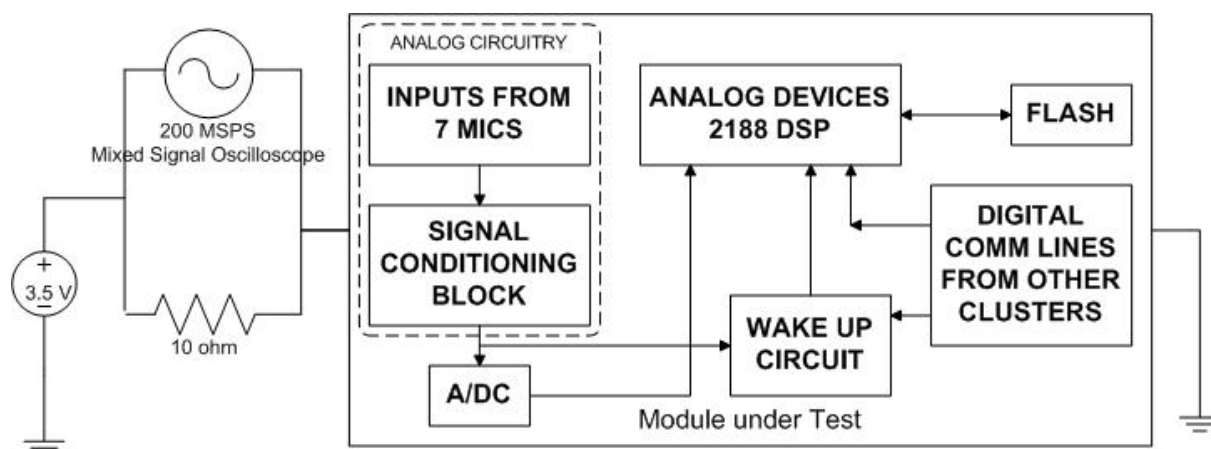 200 MSPS
Mixed Signal Oscilloscope
+
3.5 V
−
10 ohm
ANALOG CIRCUITRY
INPUTS FROM
7 MICS
SIGNAL
CONDITIONING
BLOCK
A/DC
ANALOG DEVICES
2188 DSP
FLASH
DIGITAL
COMM LINES
FROM OTHER
CLUSTERS
WAKE UP
CIRCUIT
Module under Test